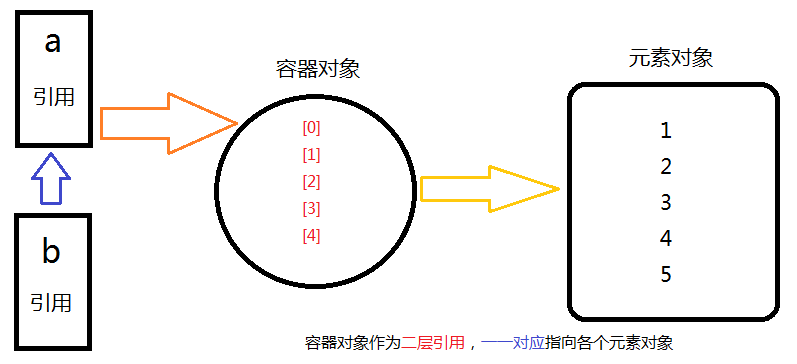 a
引用
b
引用
容器对象
[0]
[1]
[2]
[3]
[4]
元素对象
1
2
3
4
5
容器对象作为二层引用，一一对应指向各个元素对象